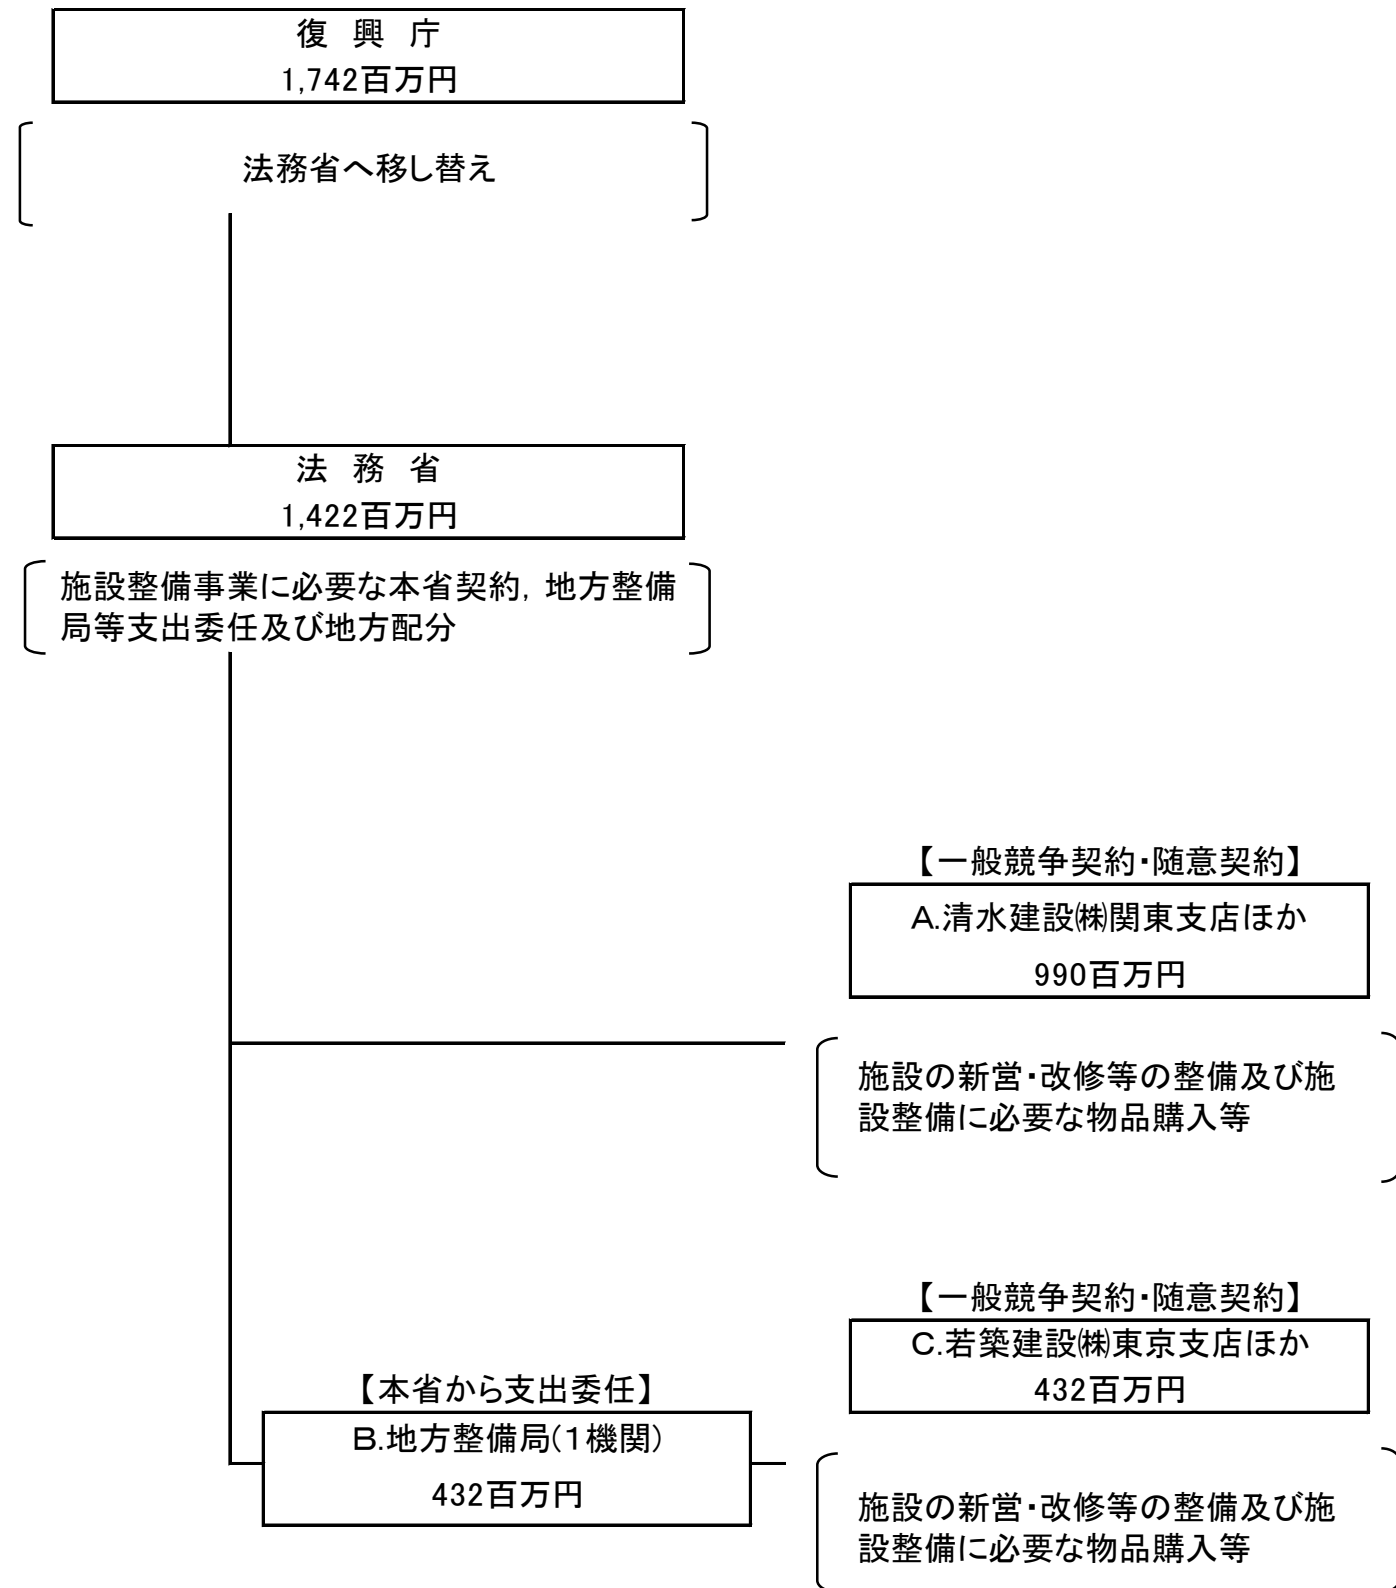 復 興 庁
1,742百万円
法務省へ移し替え
法 務 省
1,422百万円
施設整備事業に必要な本省契約，地方整備
局等支出委任及び地方配分
【一般競争契約・随意契約】
A.清水建設㈱関東支店ほか
990百万円
施設の新営・改修等の整備及び施
設整備に必要な物品購入等
【一般競争契約・随意契約】
C.若築建設㈱東京支店ほか
432百万円
【本省から支出委任】
B.地方整備局(１機関)
432百万円
施設の新営・改修等の整備及び施
設整備に必要な物品購入等